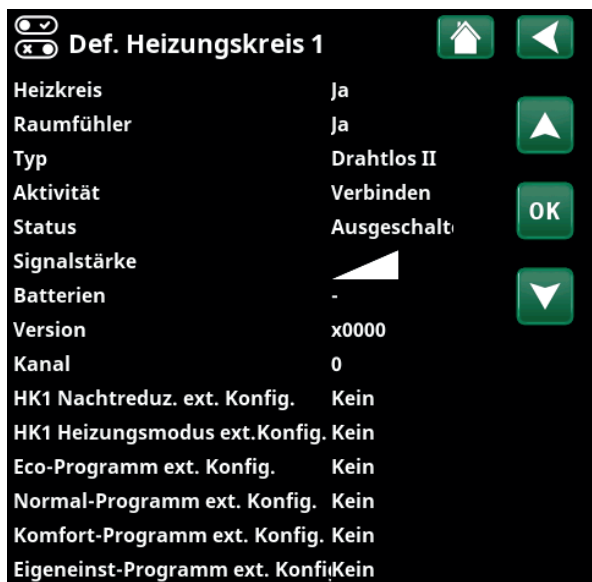 Def. Heizungskreis 1
Heizkreis Ja
Raumfühler Ja
Typ Drahtlos II
Aktivität Verbinden
Status Ausgeschalt
OK
Signalstärke
Batterien -
Version x0000
Kanal 0
HK1 Nachtreduz. ext. Konfig. Kein
HK1 Heizungsmodus ext.Konfig. Kein
Eco-Programm ext. Konfig. Kein
Normal-Programm ext. Konfig. Kein
Komfort-Programm ext. Konfig. Kein
Eigeneinst-Programm ext. Konfi Kein